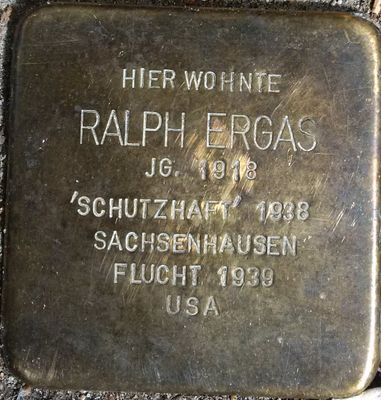 HIER WOHNTE
RALPH ERGAS
JG. 1918
'SCHUTZHAFT' 1938
SACHSENHAUSEN
FLUCHT 1939
USA